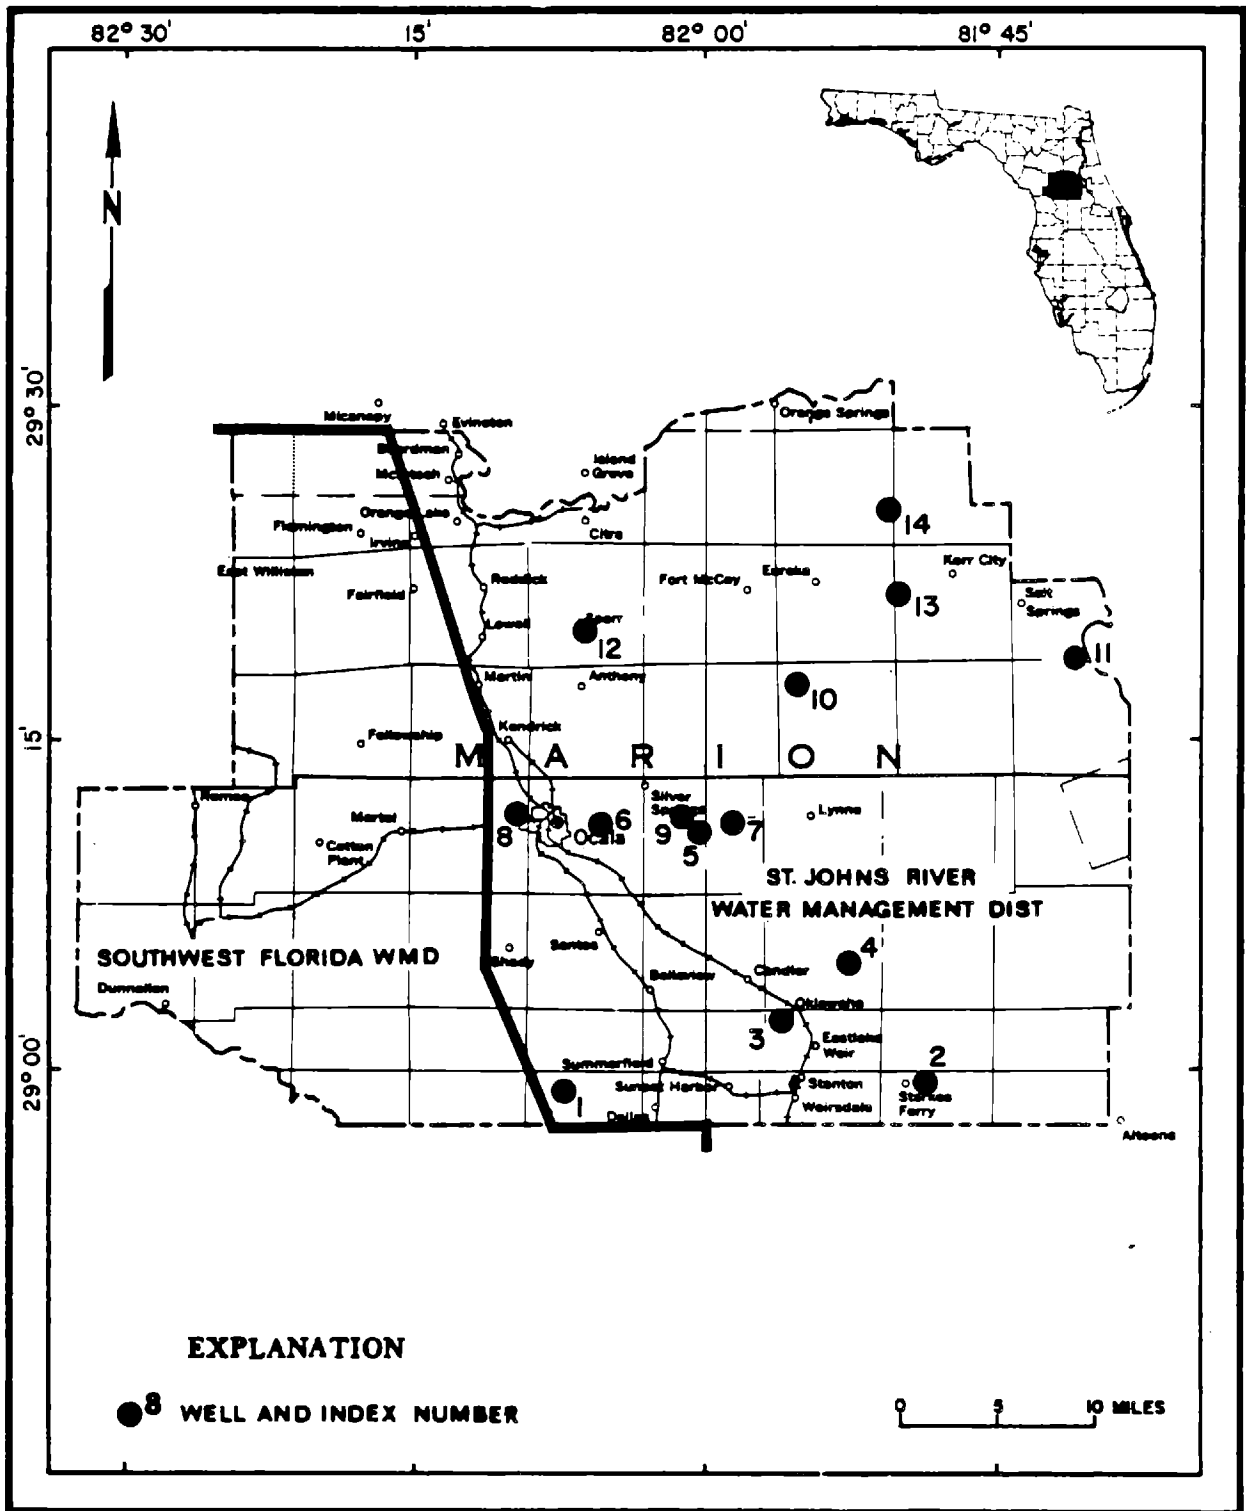 82° 30'
15'
82° 00'
81° 45'
N
29° 30'
15'
29° 00'
Micanopy
Evinston
Orange Springs
Boardman
McIntosh
Island
Grove
Orange Lake
Flemington
Irvine
Citra
14
East Williston
Fort McCoy
Eureka
Kerr City
Fairfield
Reddick
13
Salt
Springs
Lowell
Sparr
12
11
Martin
Anthony
10
Fellowship
Kendrick
M A R I O N
Romeo
Silver
Springs
Lynne
Martel
8
6
9
5
7
Cotton
Plant
Ocala
ST. JOHNS RIVER
WATER MANAGEMENT DIST
SOUTHWEST FLORIDA WMD
Shady
Santos
4
Dunnellon
Belleview
Candler
Oklawaha
3
Eastlake
Weir
Summerfield
Sunset Harbor
Stanton
2
Starkes
Ferry
1
Dallas
Weirsdale
Altoona
EXPLANATION
8 WELL AND INDEX NUMBER
0 5 10 MILES